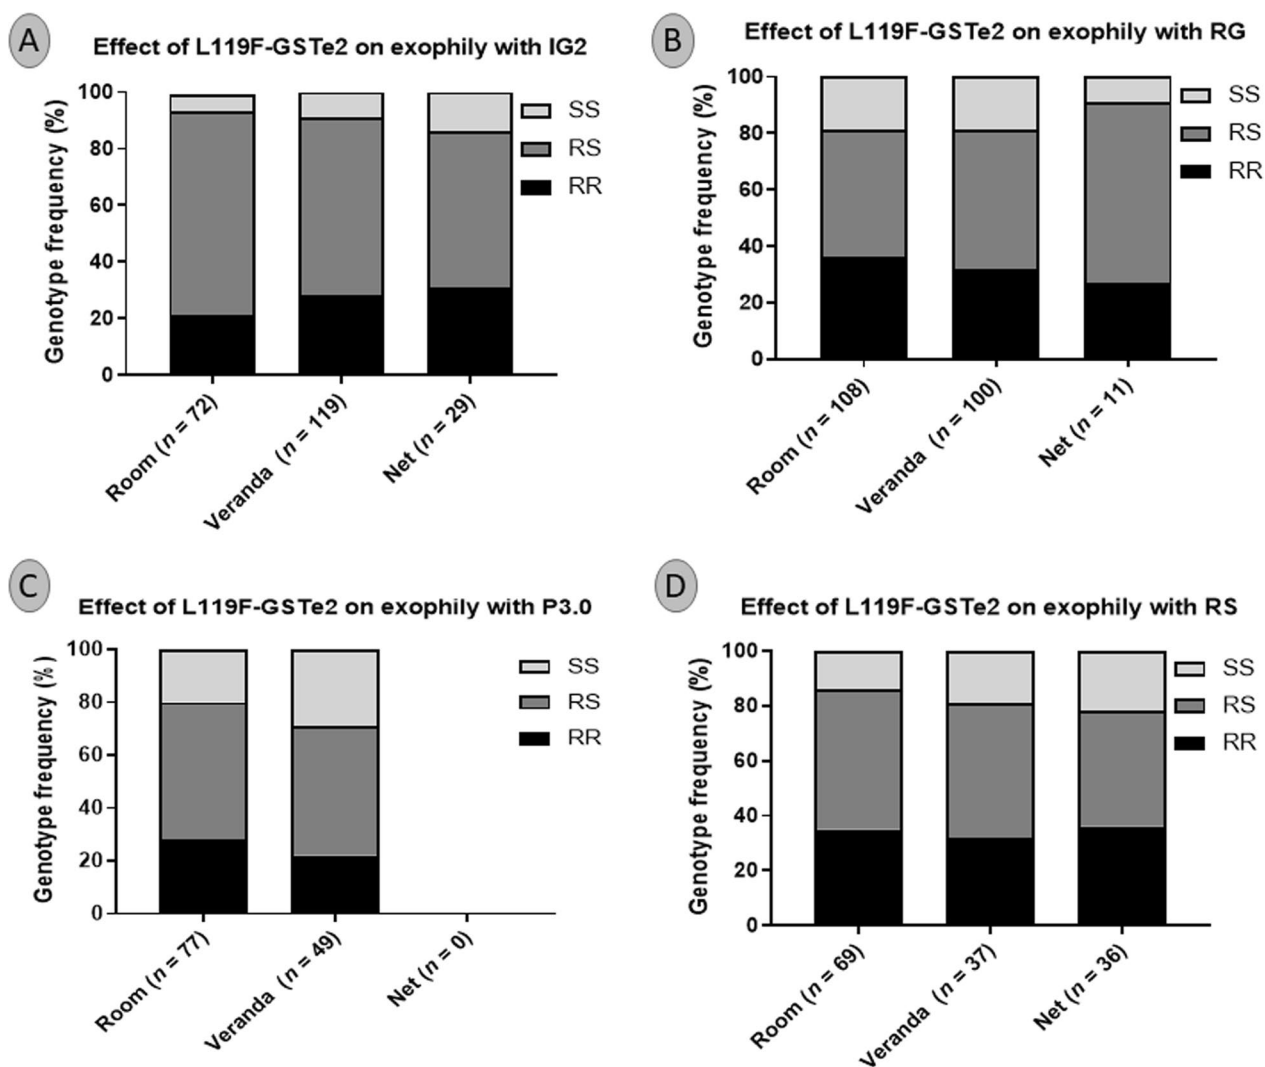 A
Effect of L119F-GSTe2 on exophily with IG2
Genotype frequency (%)
100
80
60
40
20
0
SS
RS
RR
Room (n = 72)
Veranda (n = 119)
Net (n = 29)
B
Effect of L119F-GSTe2 on exophily with RG
Genotype frequency (%)
100
80
60
40
20
0
SS
RS
RR
Room (n = 108)
Veranda (n = 100)
Net (n = 11)
C
Effect of L119F-GSTe2 on exophily with P3.0
Genotype frequency (%)
100
80
60
40
20
0
SS
RS
RR
Room (n = 77)
Veranda (n = 49)
Net (n = 0)
D
Effect of L119F-GSTe2 on exophily with RS
Genotype frequency (%)
100
80
60
40
20
0
SS
RS
RR
Room (n = 69)
Veranda (n = 37)
Net (n = 36)